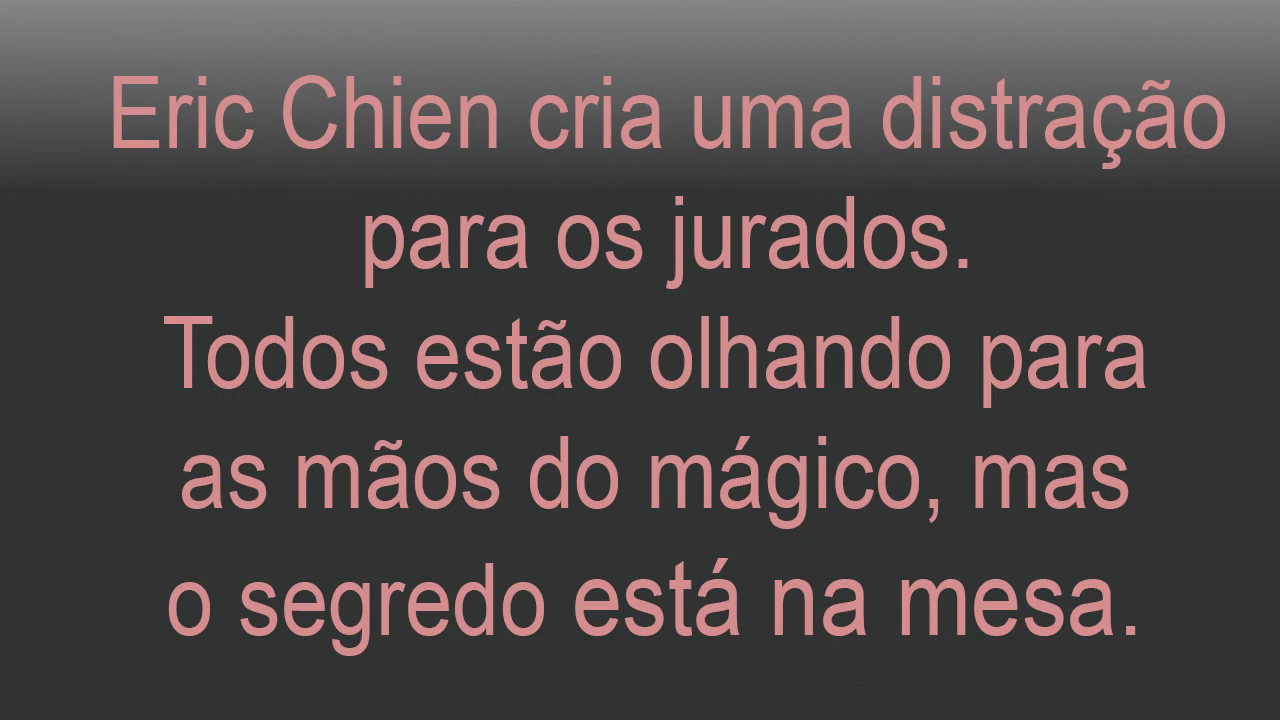 Eric Chien cria uma distração
para os jurados.
Todos estão olhando para
as mãos do mágico, mas
o segredo está na mesa.